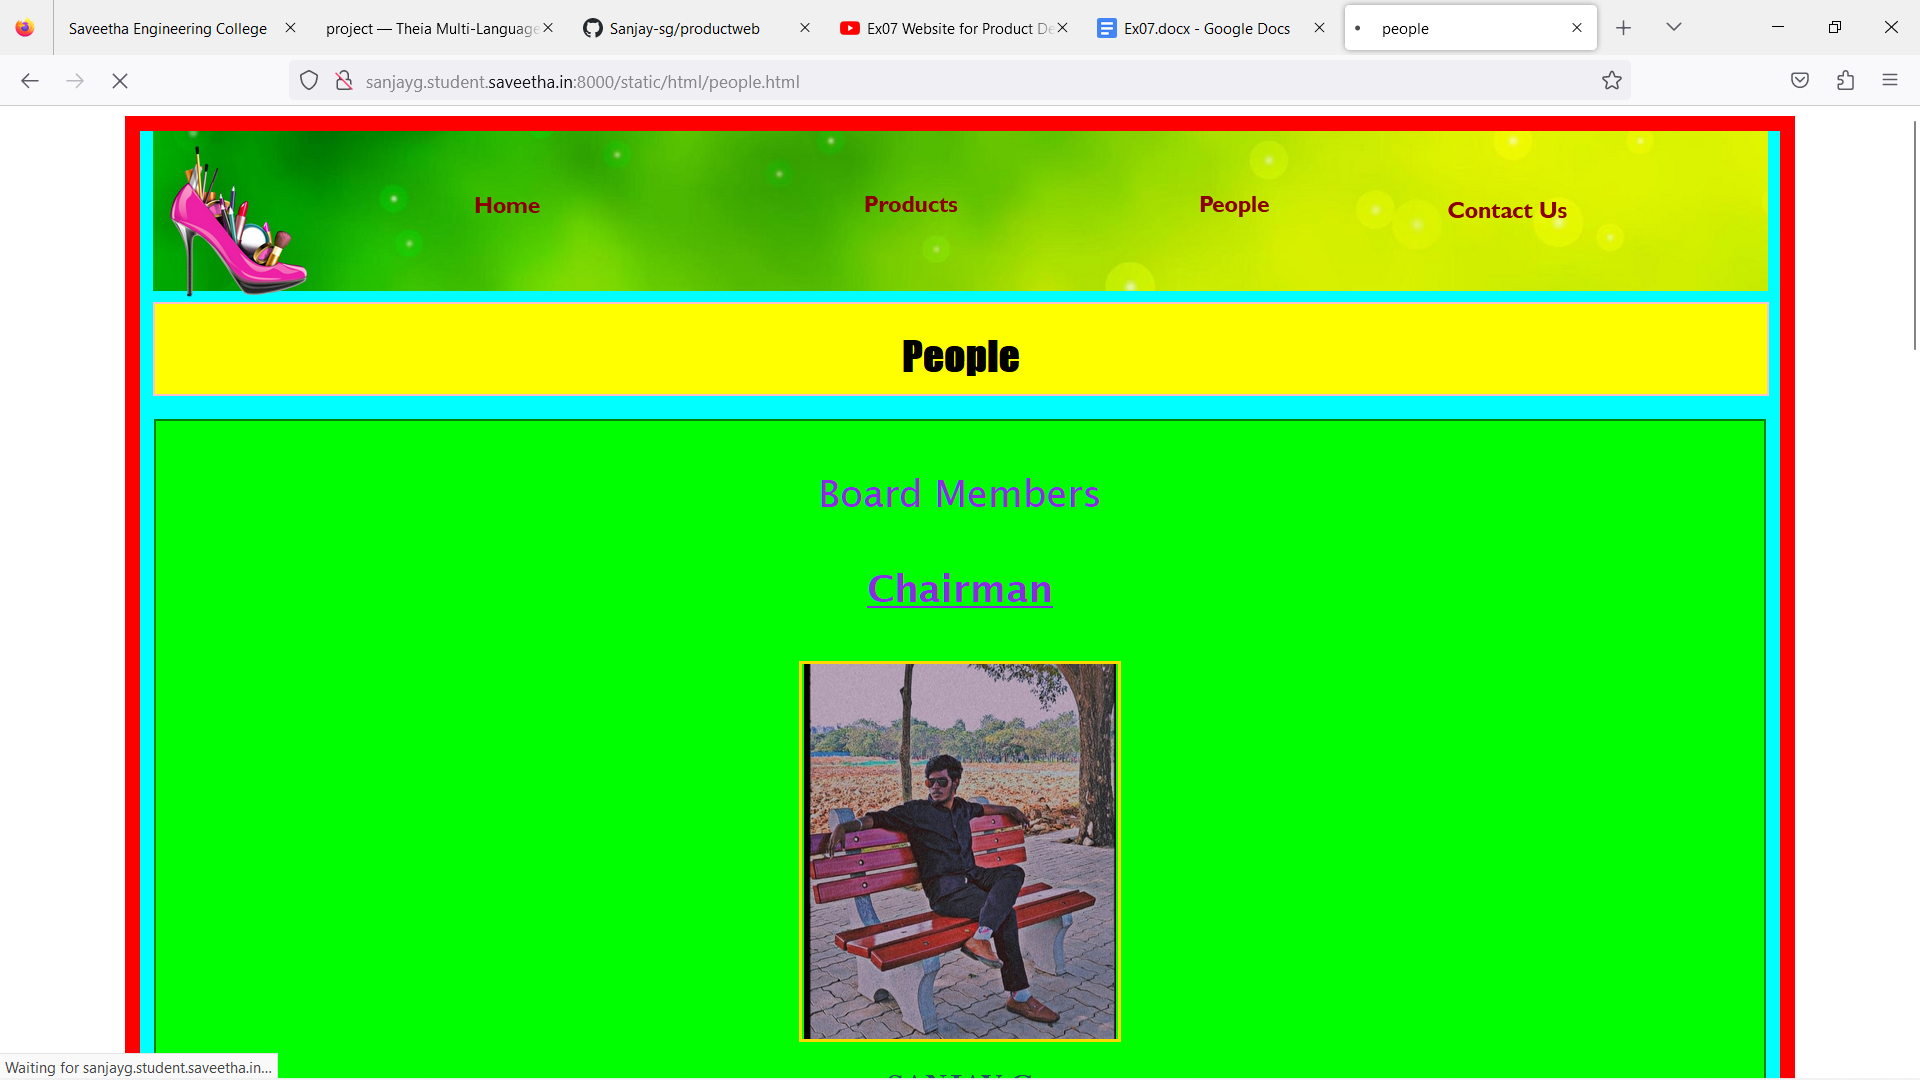 Saveetha Engineering College
project — Theia Multi-Language
Sanjay-sg/productweb
Ex07 Website for Product De
Ex07.docx - Google Docs
people
sanjayg.student.saveetha.in:8000/static/html/people.html
Home
Products
People
Contact Us
People
Board Members
Chairman
SANJAY G
Waiting for sanjayg.student.saveetha.in...